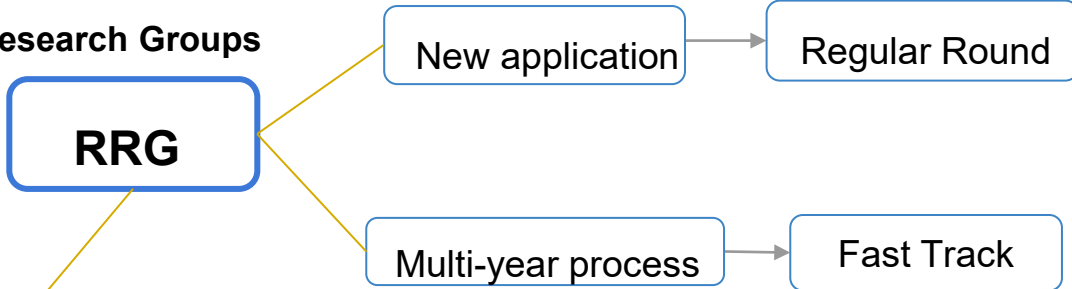 esearch Groups
New application
Regular Round
RRG
Multi-year process
Fast Track